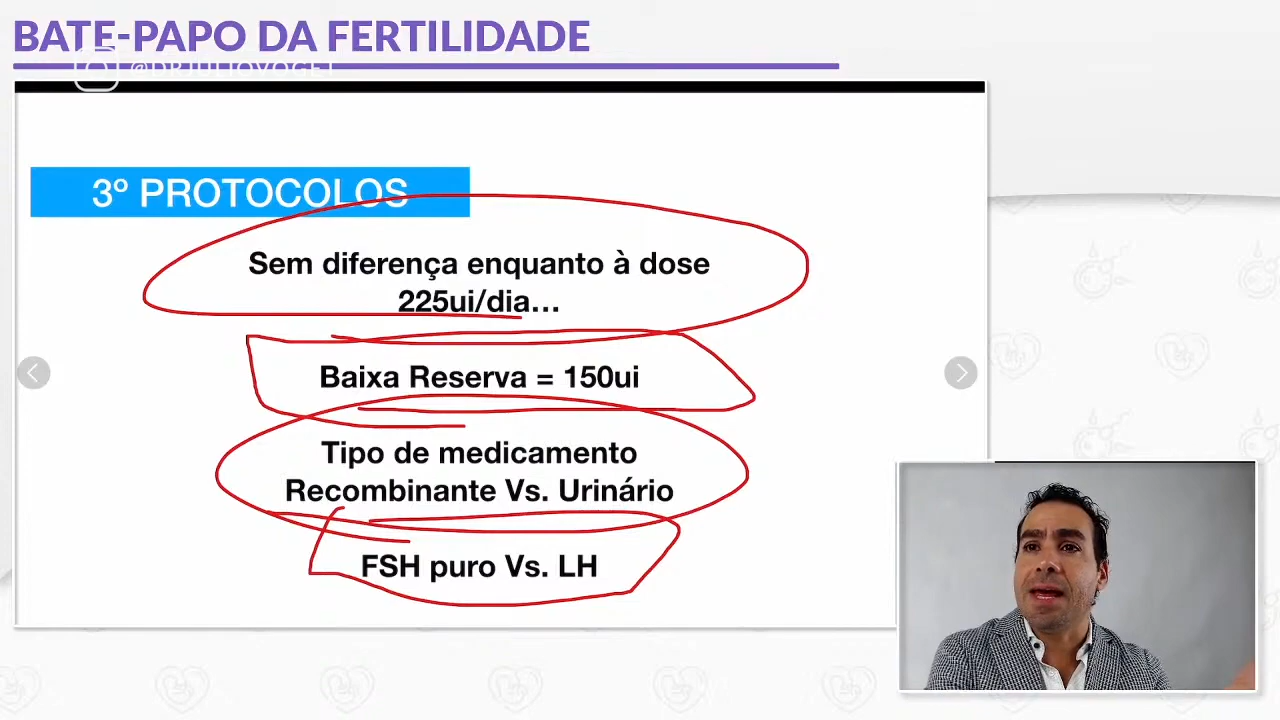 BATE-PAPO DA FERTILIDADE
@DRJULIOVOGET
3º PROTOCOLOS
Sem diferença enquanto à dose
225ui/dia...
Baixa Reserva = 150ui
Tipo de medicamento
Recombinante Vs. Urinário
FSH puro Vs. LH